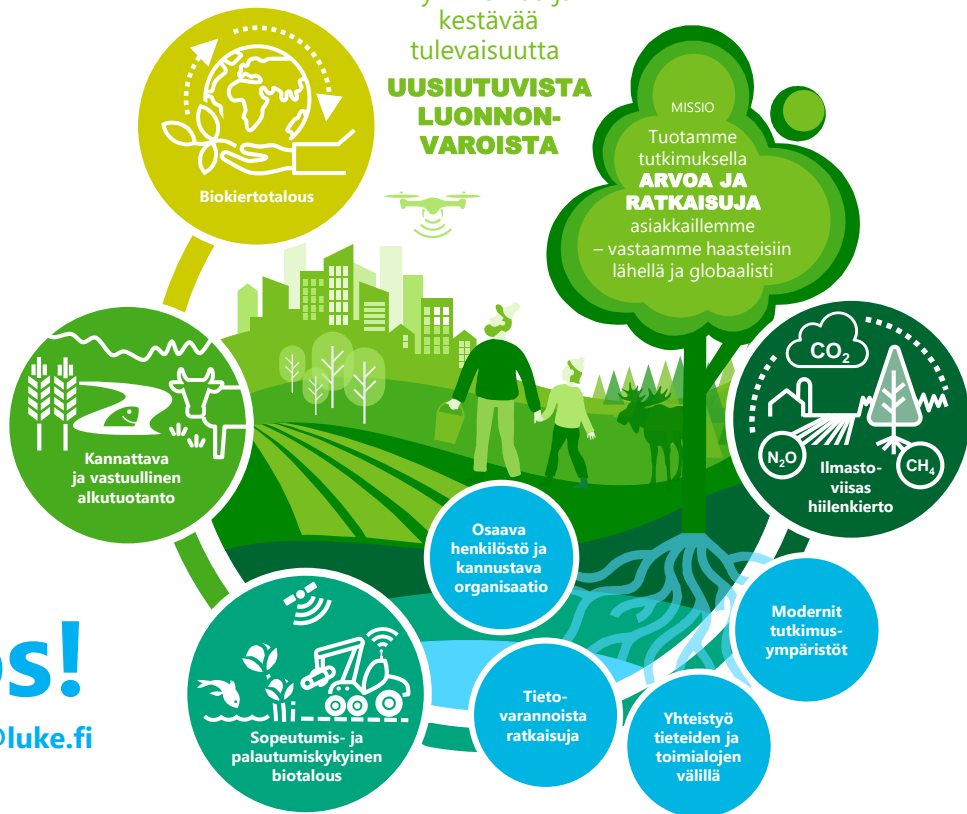 kestävää
tulevaisuutta
UUSIUTUVISTA
LUONNON-
VAROISTA
MISSIO
Tuotamme
tutkimuksella
ARVOA JA
RATKAISUJA
asiakkaillemme
– vastaamme haasteisiin
lähellä ja globaalisti
Biokiertotalous
Kannattava
ja vastuullinen
alkutuotanto
CO2
N2O
CH4
Ilmasto-
viisas
hiilenkierto
Osaava
henkilöstö ja
kannustava
organisaatio
Modernit
tutkimus-
ympäristöt
Sopeutumis- ja
palautumiskykyinen
biotalous
Tieto-
varannoista
ratkaisuja
Yhteistyö
tieteiden ja
toimialojen
välillä
os!
@luke.fi